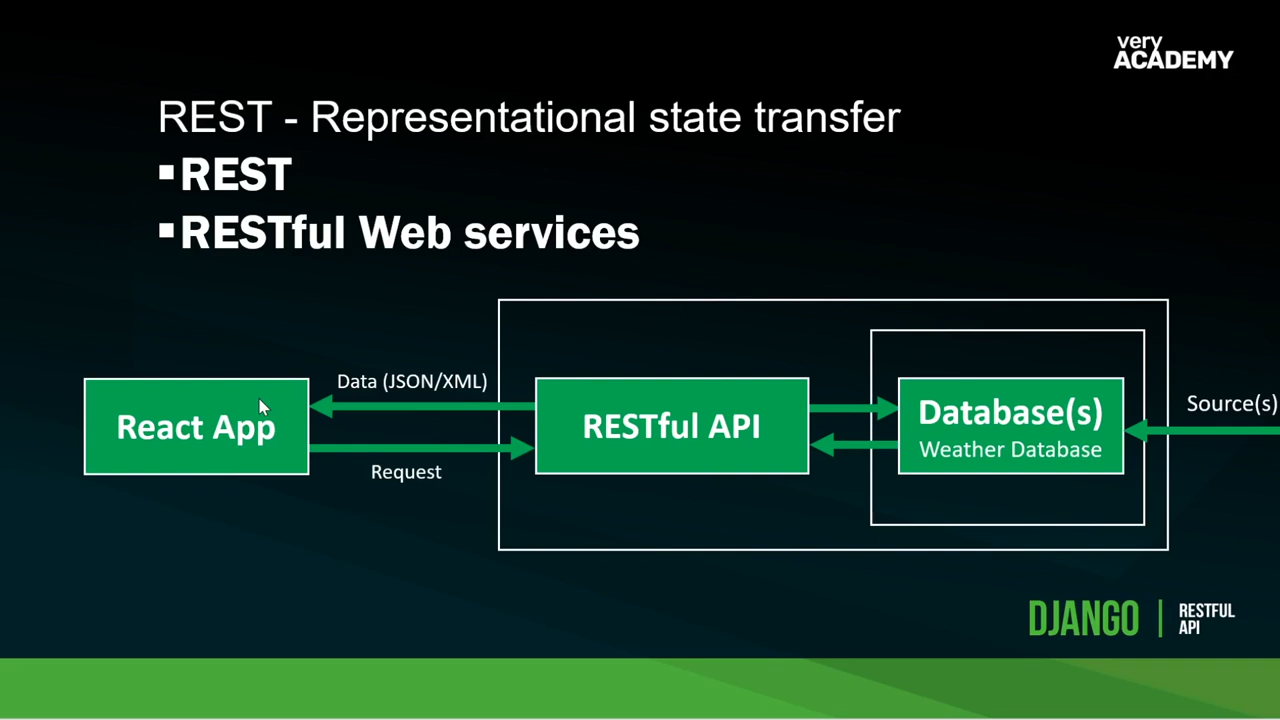 very
ACADEMY
REST - Representational state transfer
▪REST
▪RESTful Web services
Data (JSON/XML)
React App
Request
RESTful API
Database(s)
Weather Database
Source(s)
DJANGO
RESTFUL
API